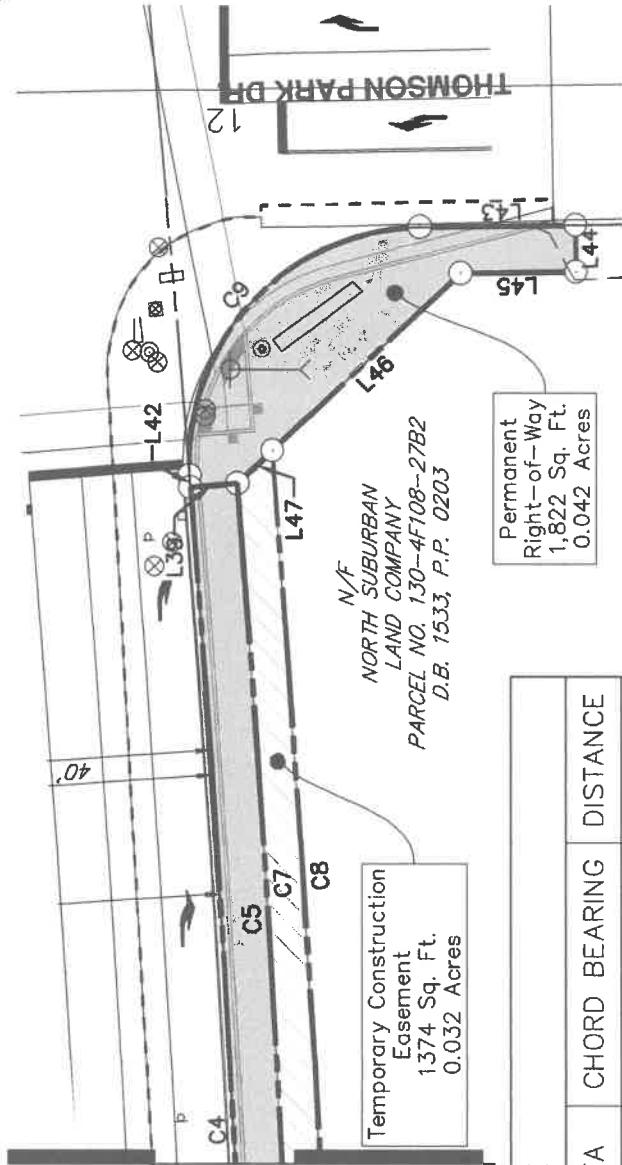 THOMSON PARK DR
12
L42
C9
L43
L44
L45
L46
L39
L47
40'
P
P
P
N/F
NORTH SUBURBAN
LAND COMPANY
PARCEL NO. 130-4F108-27B2
D.B. 1533, P.P. 0203
Permanent
Right-of-Way
1,822 Sq. Ft.
0.042 Acres
C4
C5
C7
C8
Temporary Construction
Easement
1374 Sq. Ft.
0.032 Acres
TA
CHORD BEARING
DISTANCE